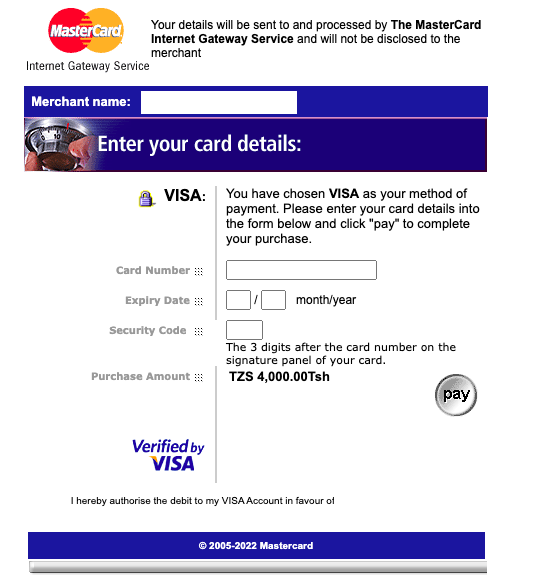 MasterCard
Internet Gateway Service
Your details will be sent to and processed by The MasterCard
Internet Gateway Service and will not be disclosed to the
merchant
Merchant name:
Enter your card details:
VISA:
You have chosen VISA as your method of
payment. Please enter your card details into
the form below and click "pay" to complete
your purchase.
Card Number
Expiry Date / month/year
Security Code
The 3 digits after the card number on the
signature panel of your card.
Purchase Amount TZS 4,000.00Tsh
pay
Verified by
VISA
I hereby authorise the debit to my VISA Account in favour of
© 2005-2022 Mastercard